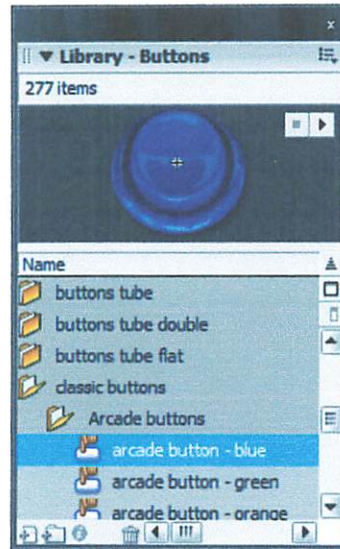 x
Library - Buttons
277 items
Name
buttons tube
buttons tube double
buttons tube flat
classic buttons
Arcade buttons
arcade button - blue
arcade button - green
arcade button - orange